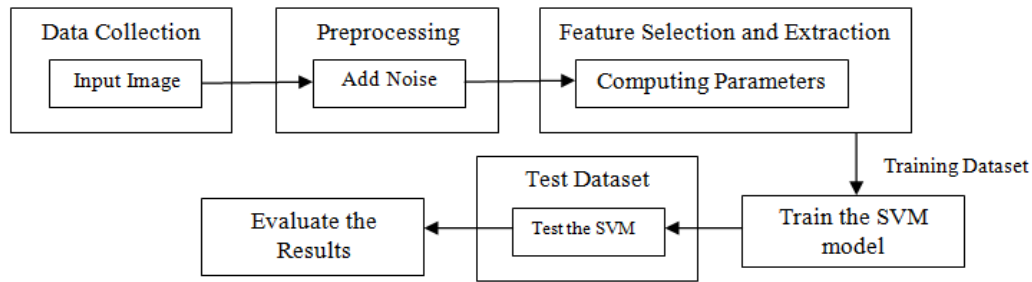 Data Collection
Input Image
Preprocessing
Add Noise
Feature Selection and Extraction
Computing Parameters
Training Dataset
Train the SVM
model
Test Dataset
Test the SVM
Evaluate the
Results